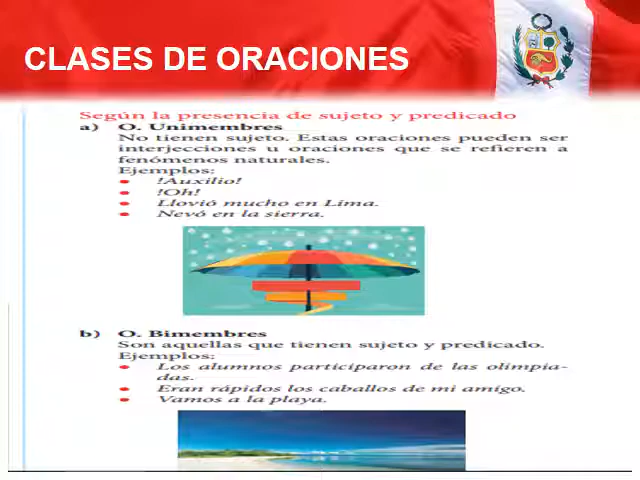 CLASES DE ORACIONES
Según la presencia de sujeto y predicado
a) O. Unimembres
No tienen sujeto. Estas oraciones pueden ser
interjecciones u oraciones que se refieren a
fenómenos naturales.
Ejemplos:
• !Auxilio!
• !Oh!
• Llovió mucho en Lima.
• Nevó en la sierra.
b) O. Bimembres
Son aquellas que tienen sujeto y predicado.
Ejemplos:
• Los alumnos participaron de las olimpia-
das.
• Eran rápidos los caballos de mi amigo.
• Vamos a la playa.